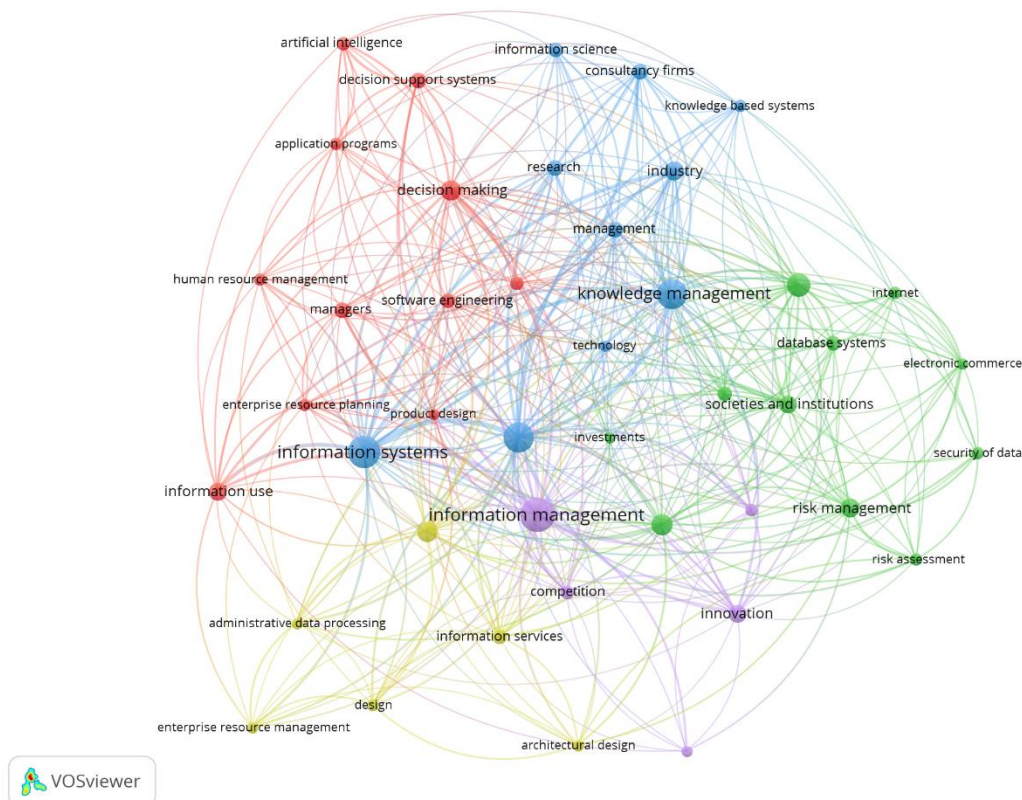 artificial intelligence
information science
consultancy firms
decision support systems
knowledge based systems
application programs
research
industry
decision making
management
human resource management
knowledge management
internet
software engineering
managers
technology
database systems
electronic commerce
enterprise resource planning
product design
societies and institutions
investments
information systems
security of data
information use
information management
risk management
risk assessment
competition
innovation
administrative data processing
information services
design
enterprise resource management
architectural design
VOSviewer